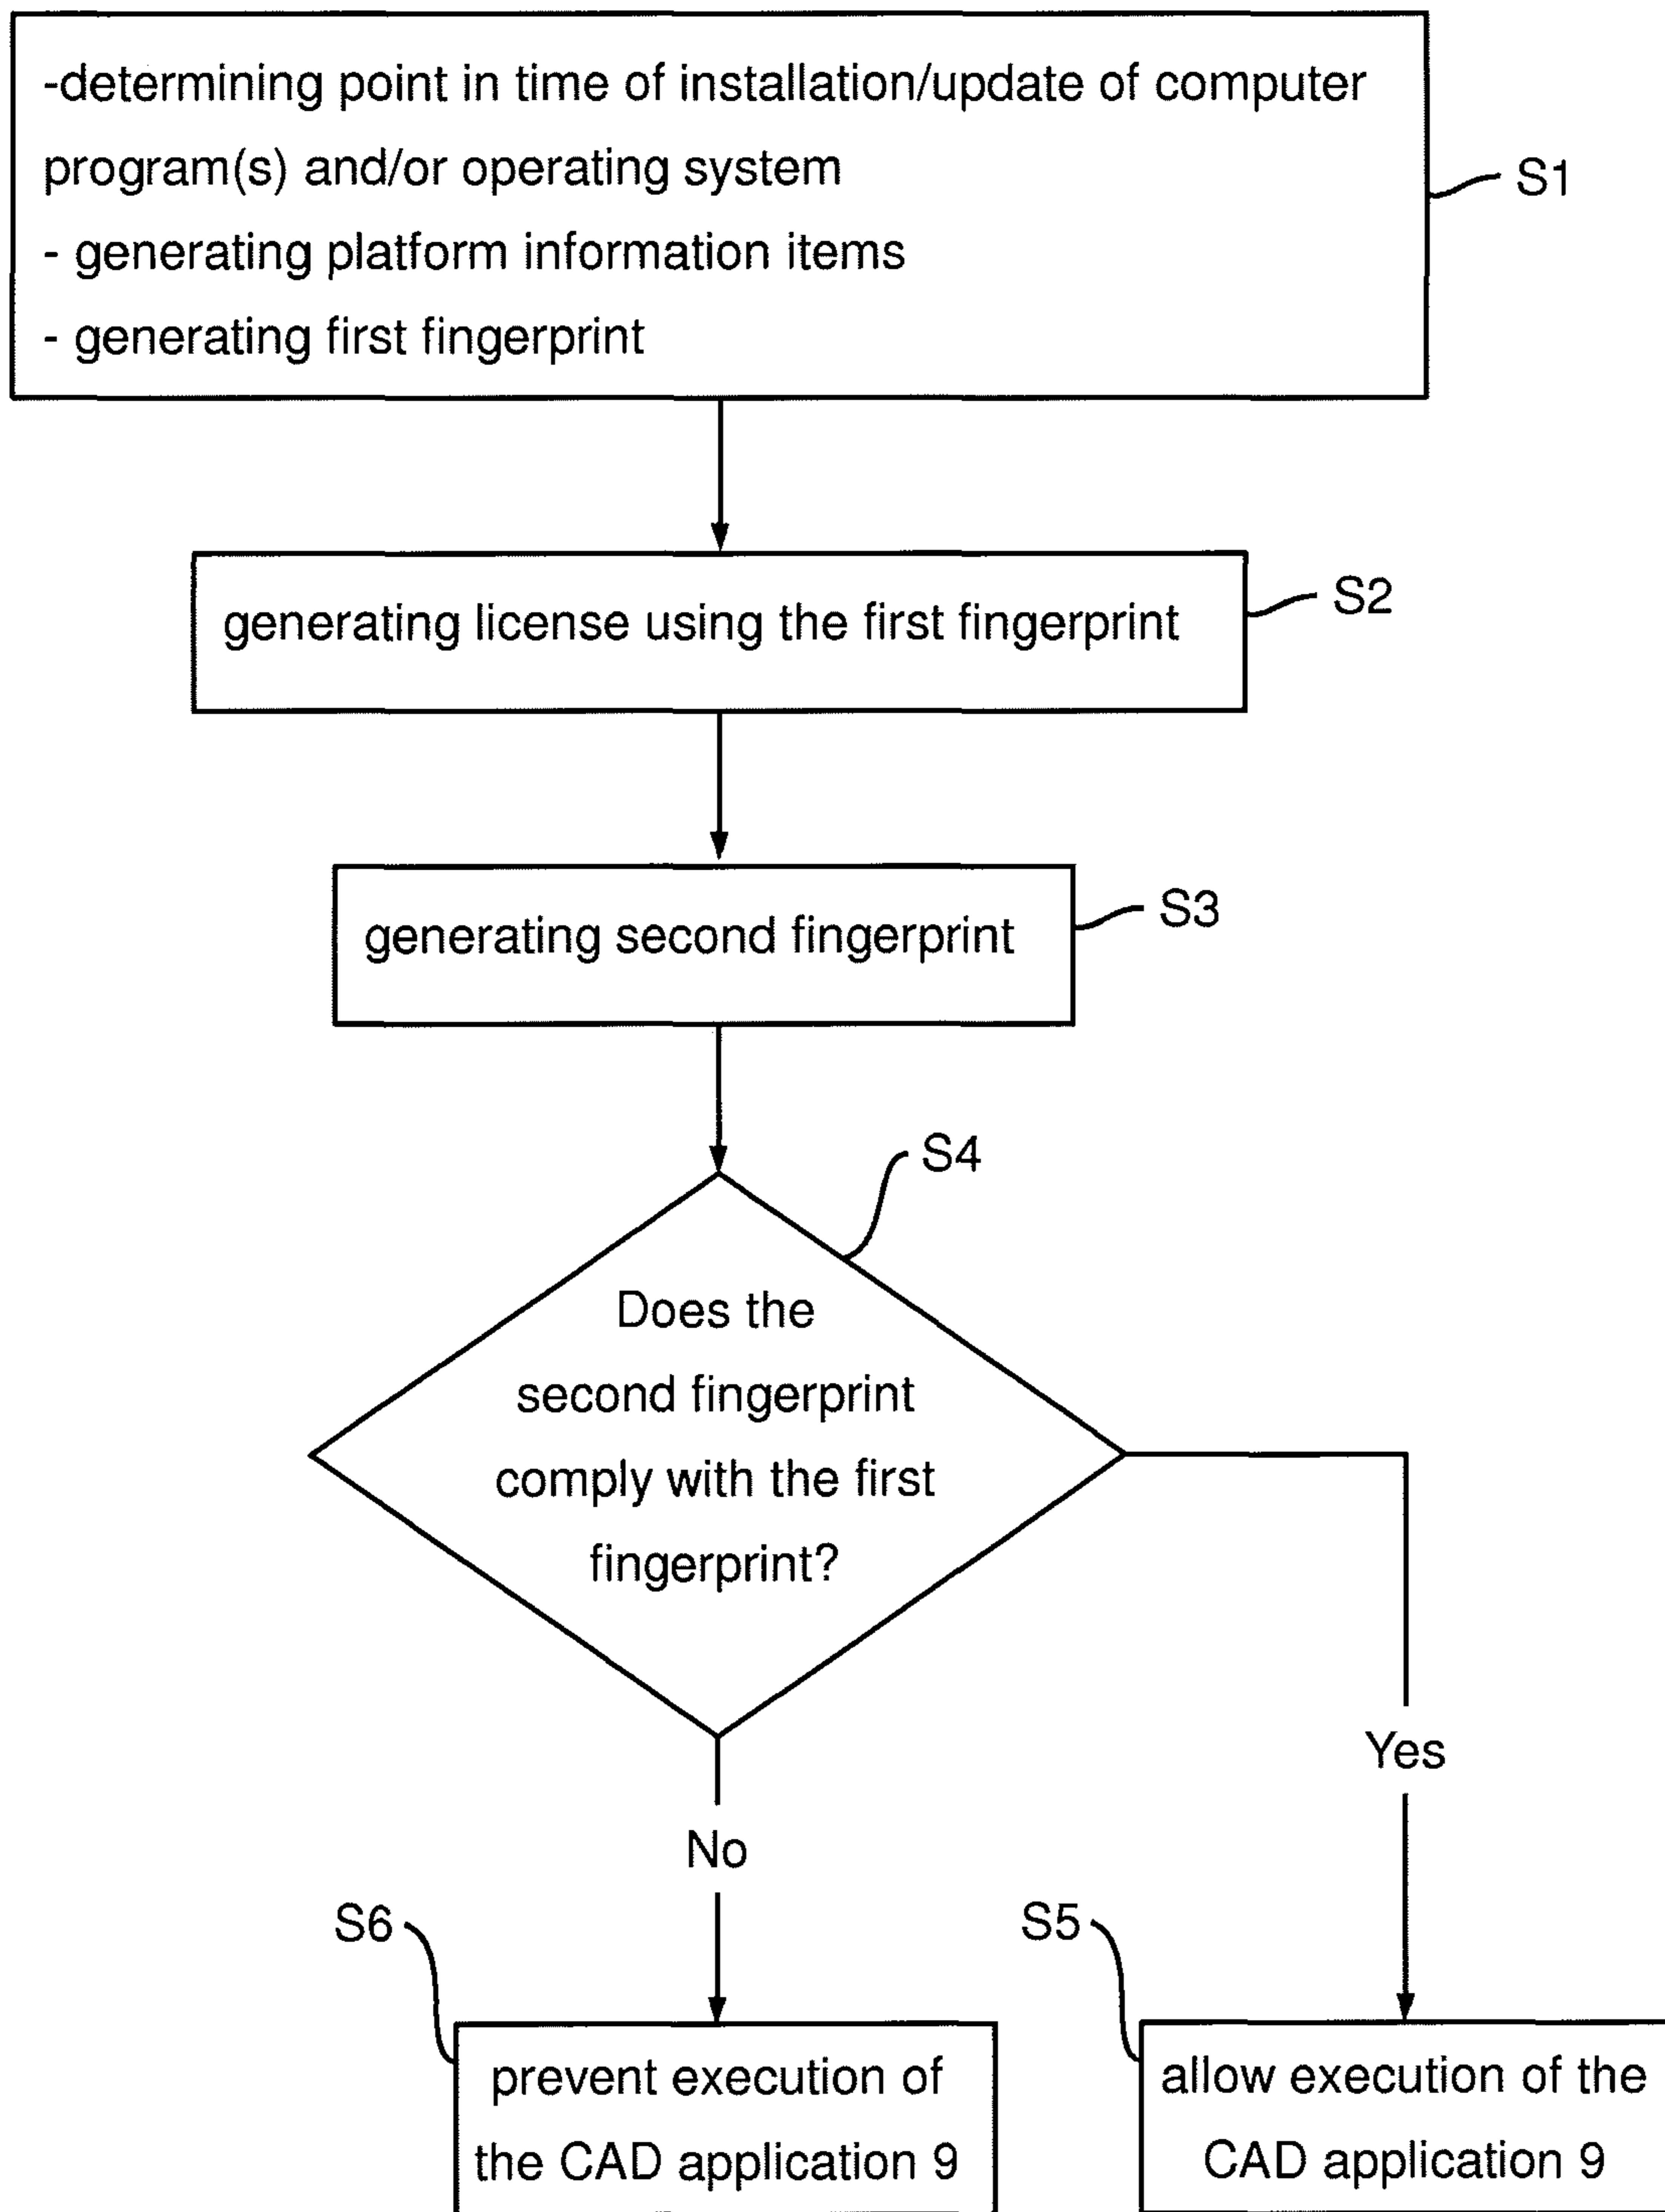 -determining point in time of installation/update of computer
program(s) and/or operating system
- generating platform information items
- generating first fingerprint
S1
generating license using the first fingerprint
S2
generating second fingerprint
S3
S4
Does the
second fingerprint
comply with the first
fingerprint?
Yes
No
S6
S5
prevent execution of
the CAD application 9
allow execution of the
CAD application 9